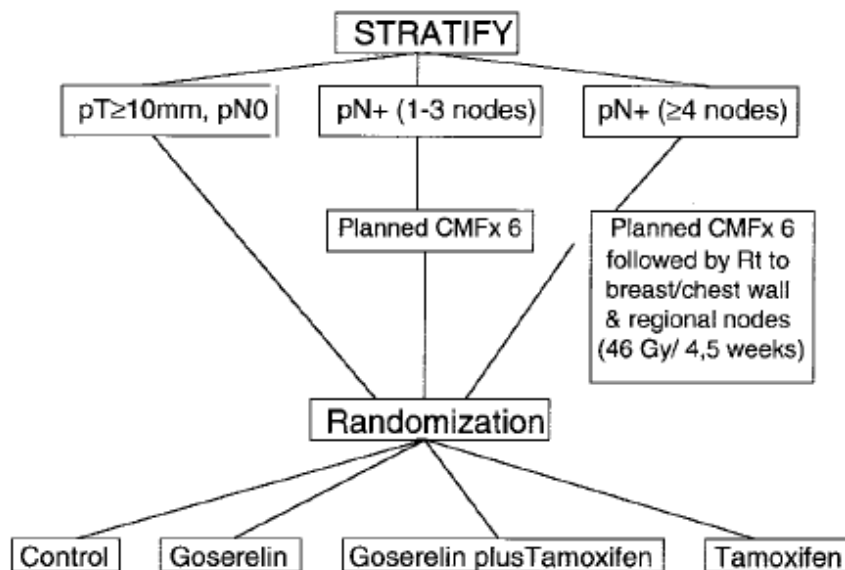 STRATIFY
pT≥10mm, pN0
pN+ (1-3 nodes)
pN+ (≥4 nodes)
Planned CMFx 6
Planned CMFx 6
followed by Rt to
breast/chest wall
& regional nodes
(46 Gy/ 4,5 weeks)
Randomization
Control
Goserelin
Goserelin plusTamoxifen
Tamoxifen